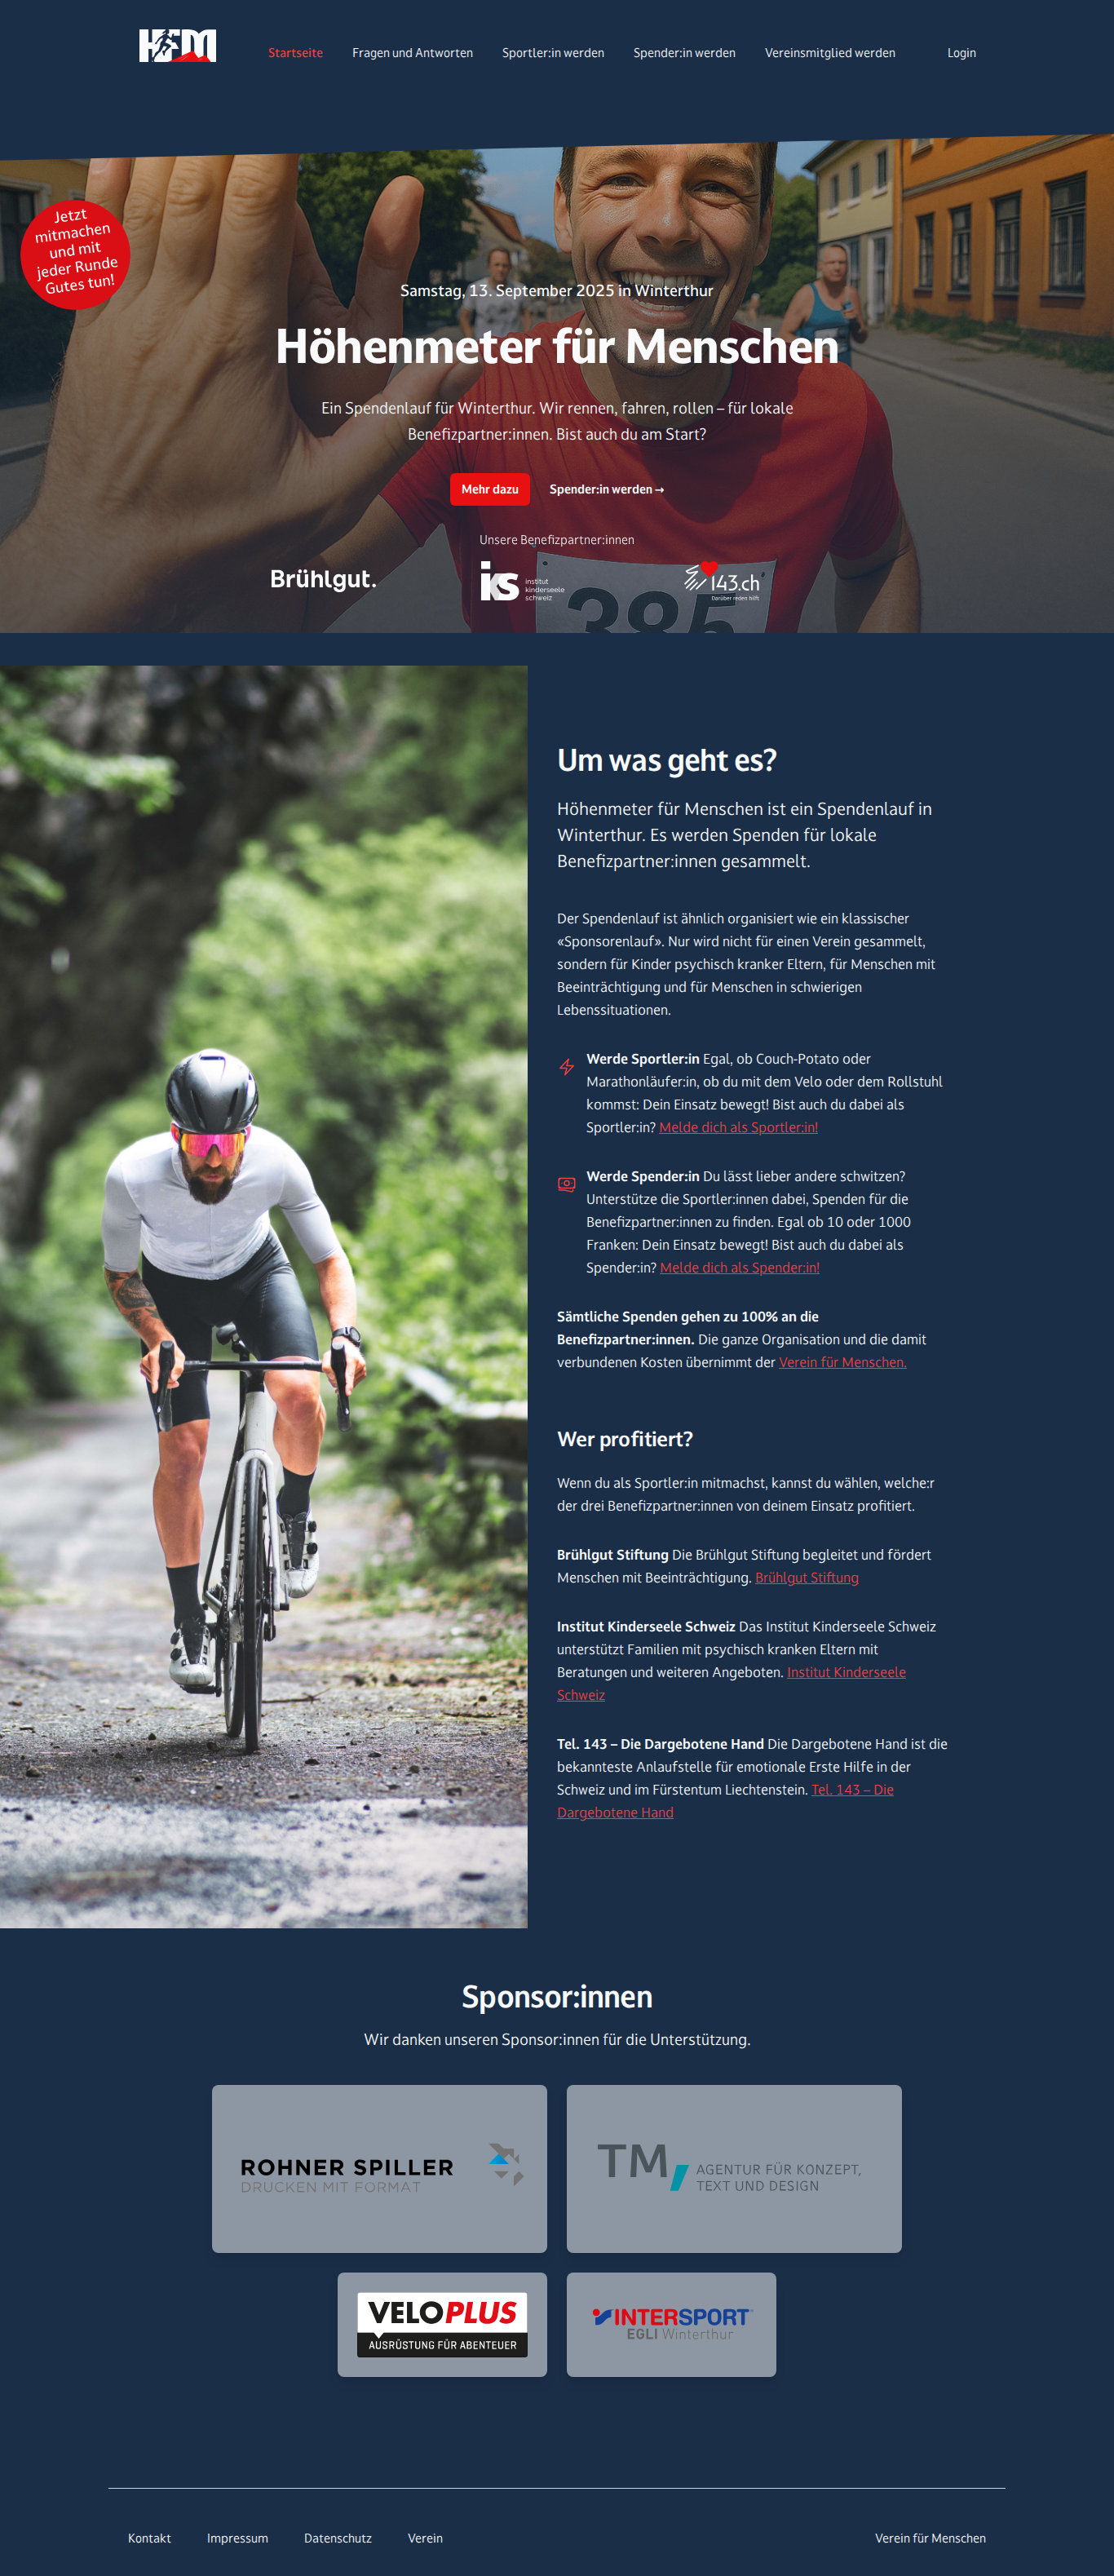 HFM
Startseite
Fragen und Antworten
Sportler:in werden
Spender:in werden
Vereinsmitglied werden
Login
Jetzt
mitmachen
und mit
jeder Runde
Gutes tun!
Samstag, 13. September 2025 in Winterthur
Höhenmeter für Menschen
Ein Spendenlauf für Winterthur. Wir rennen, fahren, rollen – für lokale
Benefizpartner:innen. Bist auch du am Start?
Mehr dazu
Spender:in werden →
Unsere Benefizpartner:innen
Brühlgut.
iks
institut
kinderseele
schweiz
143.ch
Darüber reden hilft
385
Um was geht es?
Höhenmeter für Menschen ist ein Spendenlauf in
Winterthur. Es werden Spenden für lokale
Benefizpartner:innen gesammelt.
Der Spendenlauf ist ähnlich organisiert wie ein klassischer
«Sponsorenlauf». Nur wird nicht für einen Verein gesammelt,
sondern für Kinder psychisch kranker Eltern, für Menschen mit
Beeinträchtigung und für Menschen in schwierigen
Lebenssituationen.
Werde Sportler:in Egal, ob Couch-Potato oder
Marathonläufer:in, ob du mit dem Velo oder dem Rollstuhl
kommst: Dein Einsatz bewegt! Bist auch du dabei als
Sportler:in? Melde dich als Sportler:in!
Werde Spender:in Du lässt lieber andere schwitzen?
Unterstütze die Sportler:innen dabei, Spenden für die
Benefizpartner:innen zu finden. Egal ob 10 oder 1000
Franken: Dein Einsatz bewegt! Bist auch du dabei als
Spender:in? Melde dich als Spender:in!
Sämtliche Spenden gehen zu 100% an die
Benefizpartner:innen. Die ganze Organisation und die damit
verbundenen Kosten übernimmt der Verein für Menschen.
Wer profitiert?
Wenn du als Sportler:in mitmachst, kannst du wählen, welche:r
der drei Benefizpartner:innen von deinem Einsatz profitiert.
Brühlgut Stiftung Die Brühlgut Stiftung begleitet und fördert
Menschen mit Beeinträchtigung. Brühlgut Stiftung
Institut Kinderseele Schweiz Das Institut Kinderseele Schweiz
unterstützt Familien mit psychisch kranken Eltern mit
Beratungen und weiteren Angeboten. Institut Kinderseele
Schweiz
Tel. 143 – Die Dargebotene Hand Die Dargebotene Hand ist die
bekannteste Anlaufstelle für emotionale Erste Hilfe in der
Schweiz und im Fürstentum Liechtenstein. Tel. 143 – Die
Dargebotene Hand
Sponsor:innen
Wir danken unseren Sponsor:innen für die Unterstützung.
ROHNER SPILLER
DRUCKEN MIT FORMAT
TM
AGENTUR FÜR KONZEPT,
TEXT UND DESIGN
VELOPLUS
AUSRÜSTUNG FÜR ABENTEUER
INTERSPORT
EGLI Winterthur
Kontakt
Impressum
Datenschutz
Verein
Verein für Menschen